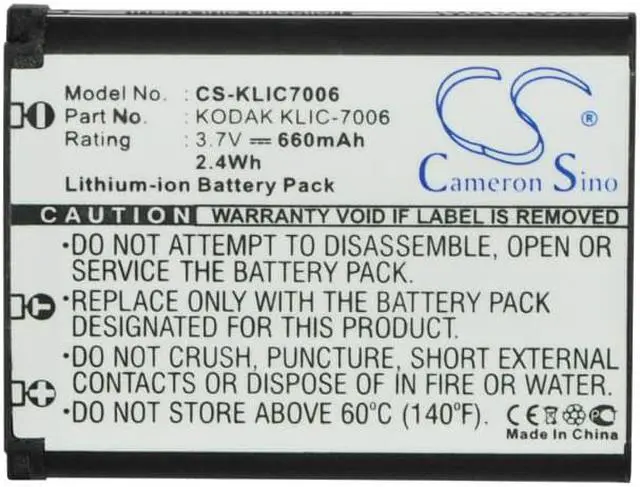 Model No. : CS-KLIC7006
Part No. : KODAK KLIC-7006
Rating : 3.7V 660mAh
2.4Wh
Lithium-ion Battery Pack
CS ®
Cameron Sino
CAUTION WARRANTY VOID IF LABEL IS REMOVED
•DO NOT ATTEMPT TO DISASSEMBLE, OPEN OR
SERVICE THE BATTERY PACK.
•REPLACE ONLY WITH THE BATTERY PACK
DESIGNATED FOR YOUR PRODUCT.
•DO NOT CRUSH, PUNCTURE, SHORT EXTERNAL
CONTACTS, OR DISPOSE IN FIRE OR WATER.
•DO NOT STORE ABOVE 60°C (140°F).
CE
Made In China